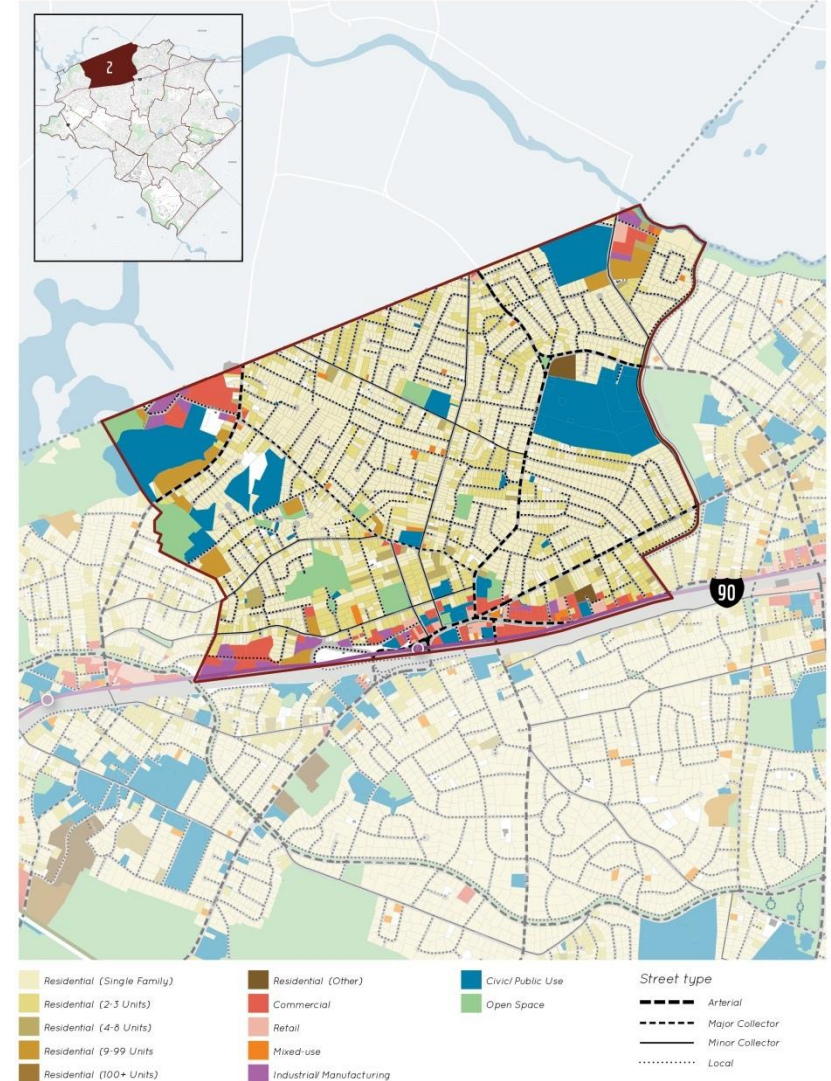 2
90
Residential (Single Family)
Residential (2-3 Units)
Residential (4-8 Units)
Residential (9-99 Units
Residential (100+ Units)
Residential (Other)
Commercial
Retail
Mixed-use
Industrial/ Manufacturing
Civic/ Public Use
Open Space
Street type
Arterial
Major Collector
Minor Collector
Local